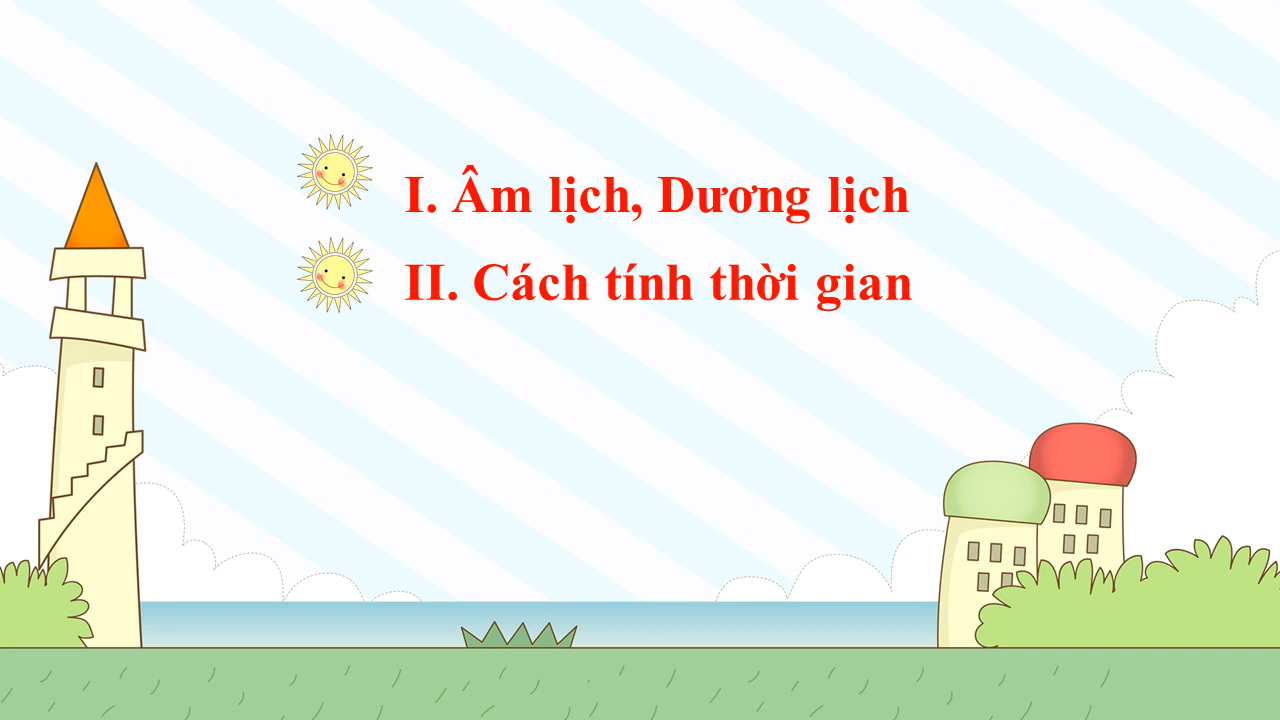 I. Âm lịch, Dương lịch
II. Cách tính thời gian